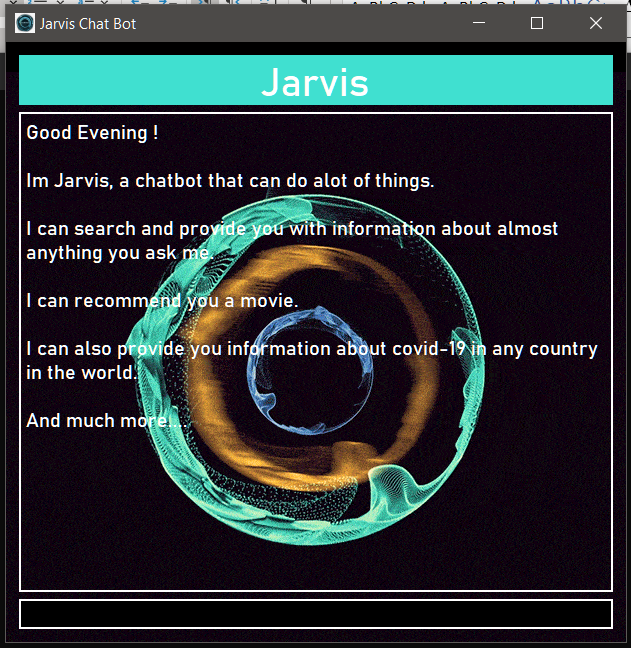 Jarvis Chat Bot
Jarvis
Good Evening !
Im Jarvis, a chatbot that can do alot of things.
I can search and provide you with information about almost
anything you ask me.
I can recommend you a movie.
I can also provide you information about covid-19 in any country
in the world.
And much more....